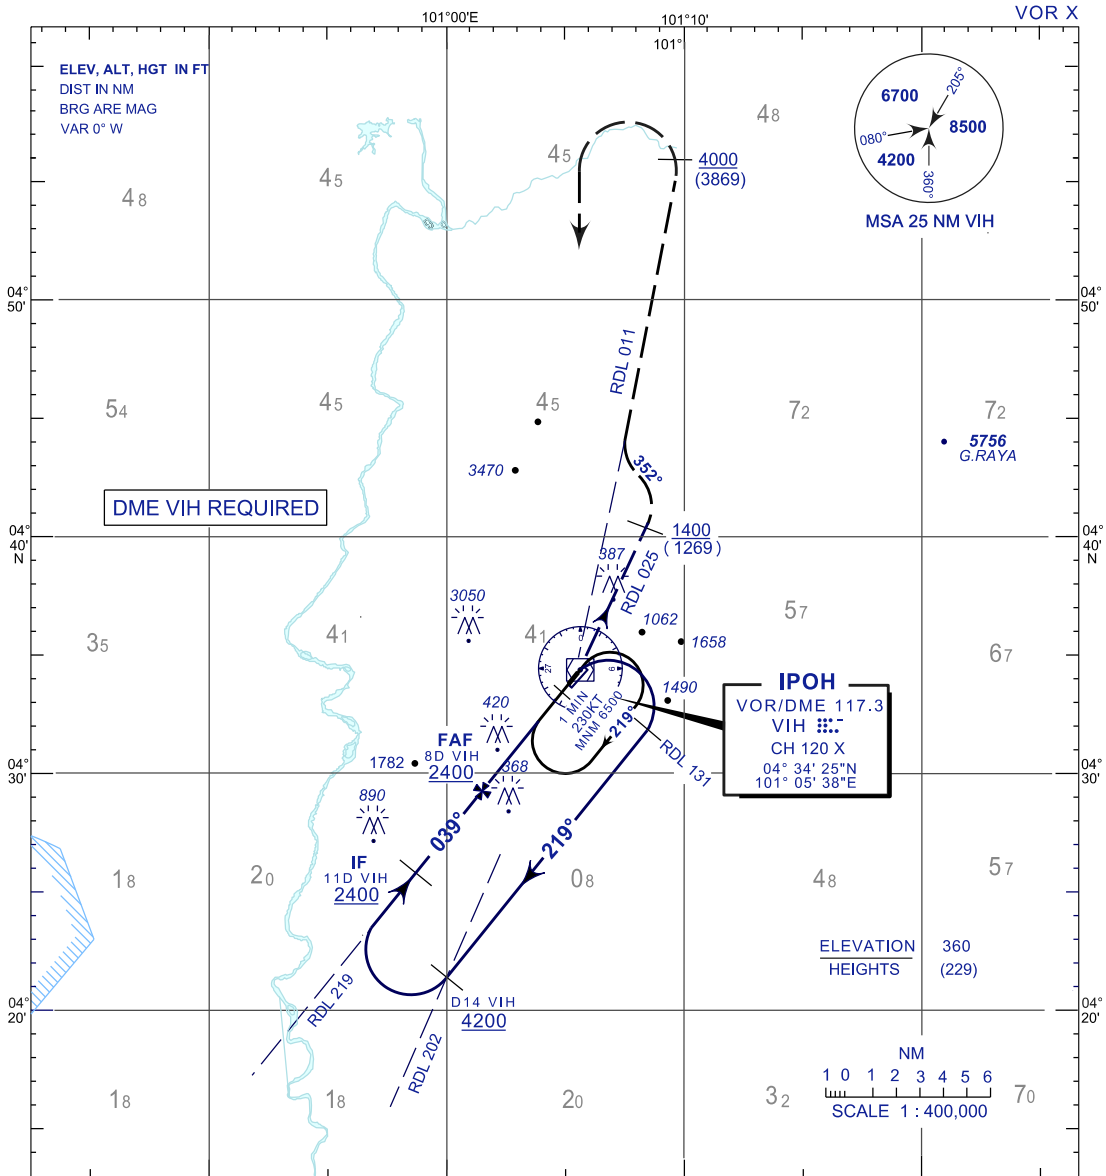 VOR X
101°00'E
101°10'
101°
ELEV, ALT, HGT IN FT
DIST IN NM
BRG ARE MAG
VAR 0° W
6700
205°
8500
080°
4200
360°
MSA 25 NM VIH
48
45
45
48
4000
(3869)
04°
50'
04°
50'
RDL 011
54
45
45
72
72
5756
G.RAYA
3470
352°
DME VIH REQUIRED
1400
(1269)
04°
40'
N
04°
40'
N
387
RDL 025
3050
1062
1658
57
35
41
41
67
0
27
9
1490
1 MIN
230KT
MNM 6500
219°
IPOH
VOR/DME 117.3
VIH
CH 120 X
04° 34' 25"N
101° 05' 38"E
420
FAF
8D VIH
2400
1782
368
RDL 131
04°
30'
04°
30'
890
039°
219°
IF
11D VIH
2400
18
20
08
48
57
ELEVATION 360
HEIGHTS (229)
RDL 219
D14 VIH
4200
04°
20'
04°
20'
RDL 202
NM
1 0 1 2 3 4 5 6
SCALE 1 : 400,000
18
18
20
32
70